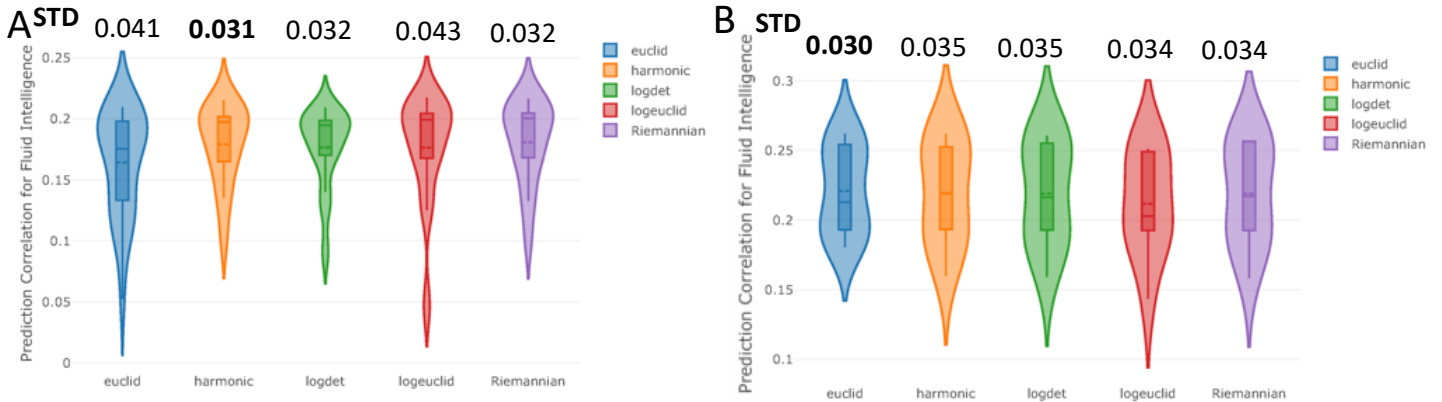 A STD 0.041 0.031 0.032 0.043 0.032
Prediction Correlation for Fluid Intelligence
0.25
0.2
0.15
0.1
0.05
0
euclid harmonic logdet logeuclid Riemannian
euclid
harmonic
logdet
logeuclid
Riemannian
B STD 0.030 0.035 0.035 0.034 0.034
Prediction Correlation for Fluid Intelligence
0.3
0.25
0.2
0.15
0.1
euclid harmonic logdet logeuclid Riemannian
euclid
harmonic
logdet
logeuclid
Riemannian